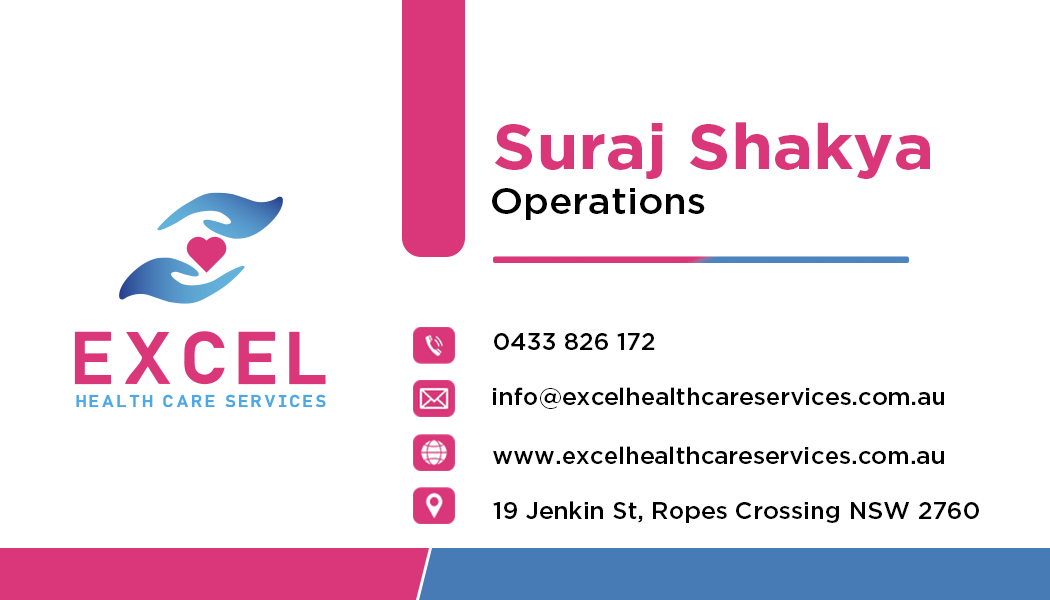 Suraj Shakya
Operations
EXCEL
HEALTH CARE SERVICES
0433 826 172
info@excelhealthcareservices.com.au
www.excelhealthcareservices.com.au
19 Jenkin St, Ropes Crossing NSW 2760